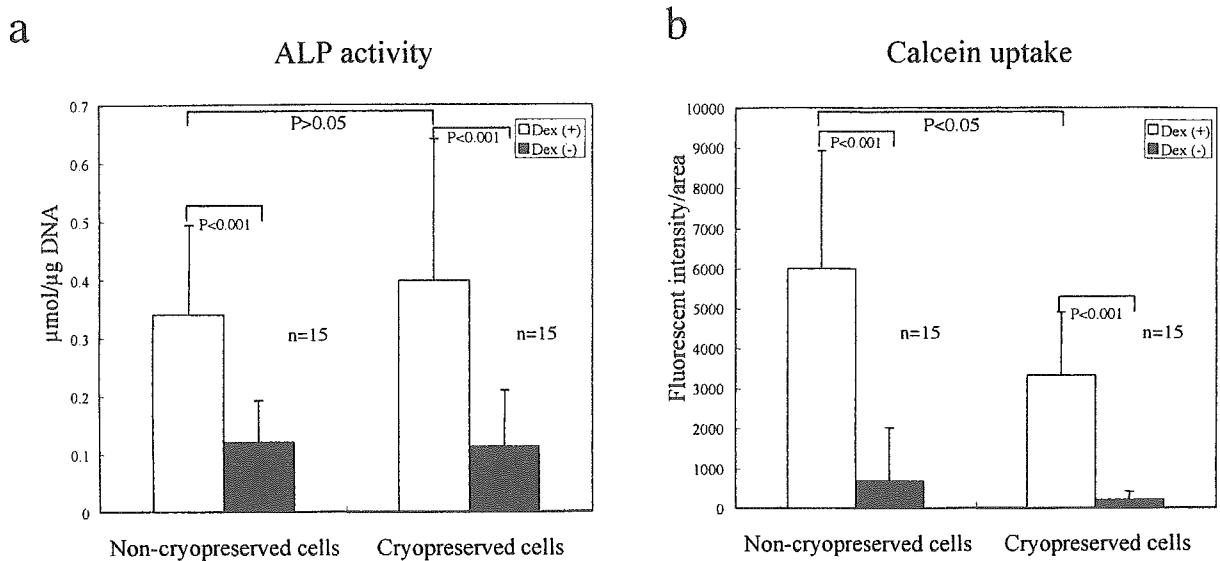 a
ALP activity
0.7
0.6
0.5
0.4
0.3
0.2
0.1
0
µmol/µg DNA
P>0.05
P<0.001
P<0.001
Dex (+)
Dex (-)
n=15
n=15
Non-cryopreserved cells
Cryopreserved cells
b
Calcein uptake
10000
9000
8000
7000
6000
5000
4000
3000
2000
1000
0
Fluorescent intensity/area
P<0.05
P<0.001
P<0.001
Dex (+)
Dex (-)
n=15
n=15
Non-cryopreserved cells
Cryopreserved cells